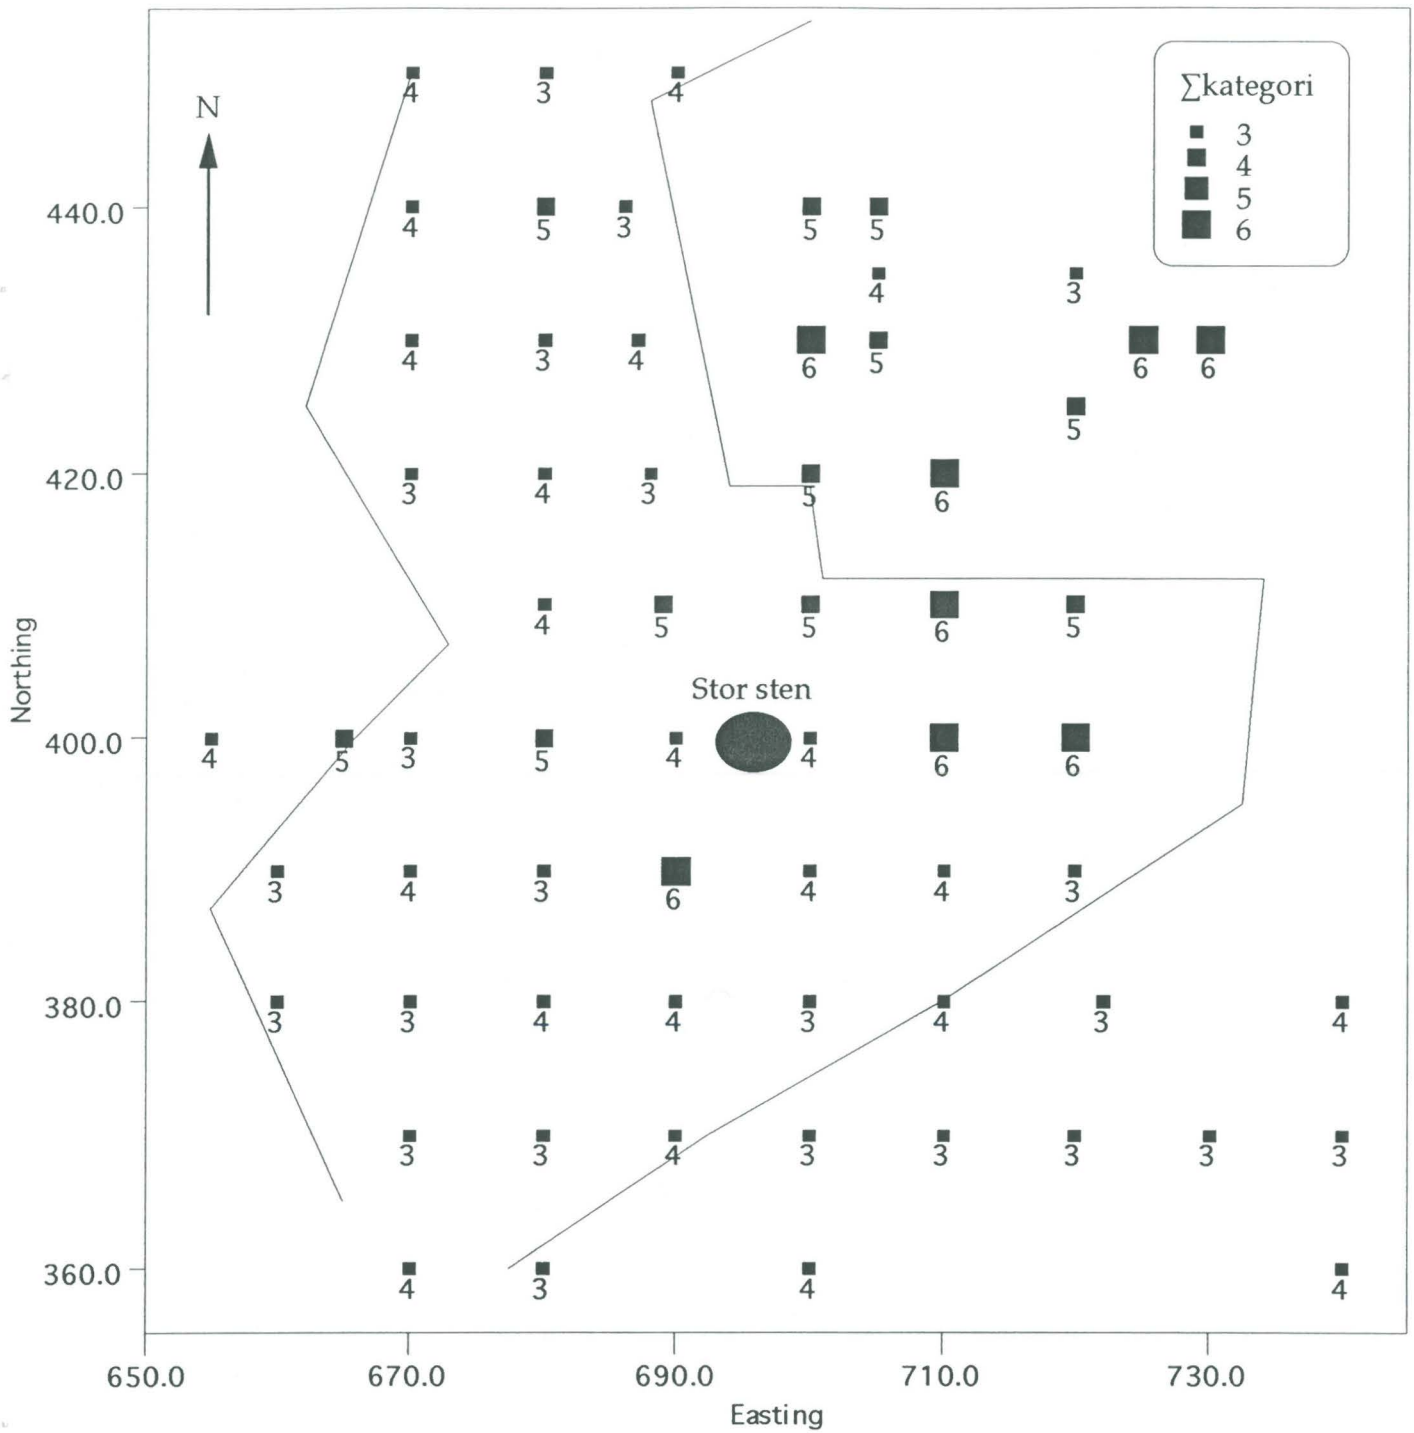 ∑kategori
3
4
5
6
N
4 3 4
440.0
4 5 3 5 5
4 3
4 3 4 6 5 6 6
5
420.0
3 4 3 5 6
4 5 5 6 5
Stor sten
400.0
4 5 3 5 4 4 6 6
3 4 3 6 4 4 3
380.0
3 3 4 4 3 4 3 4
3 3 4 3 3 3 3 3
360.0
4 3 4 4
Northing
650.0 670.0 690.0 710.0 730.0
Easting